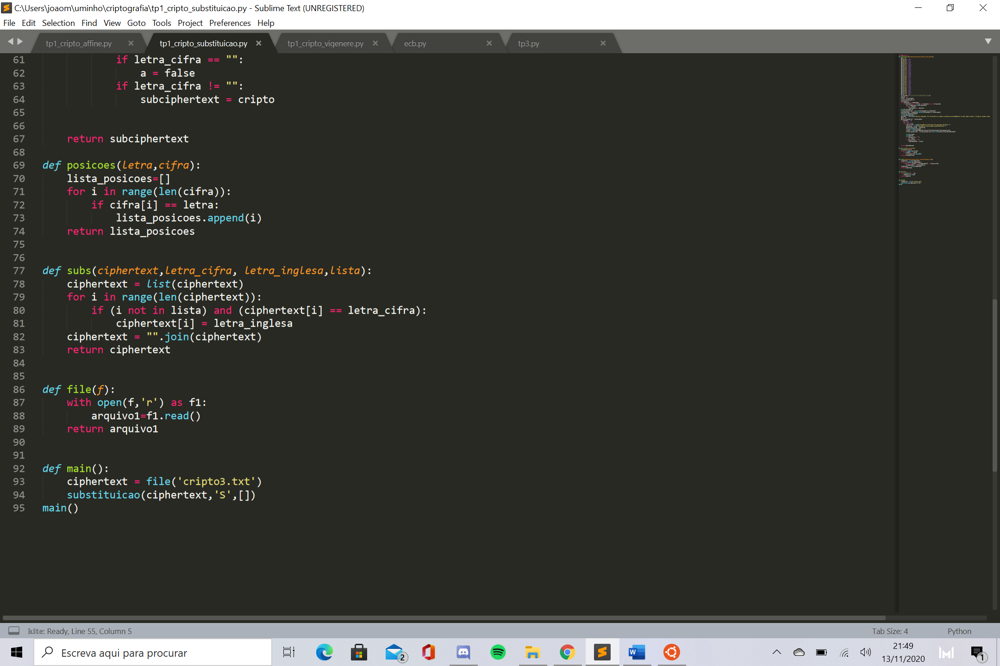 C:\Users\joaom\uminho\criptografia\tp1_cripto_substituicao.py - Sublime Text (UNREGISTERED)
File Edit Selection Find View Goto Tools Project Preferences Help
tp1_cripto_affine.py × tp1_cripto_substituicao.py × tp1_cripto_vigenere.py × ecb.py × tp3.py ×
61 if letra_cifra == "":
62 a = false
63 if letra_cifra != "":
64 subciphertext = cripto
65
66
67 return subciphertext
68
69 def posicoes(letra,cifra):
70 lista_posicoes=[]
71 for i in range(len(cifra)):
72 if cifra[i] == letra:
73 lista_posicoes.append(i)
74 return lista_posicoes
75
76
77 def subs(ciphertext,letra_cifra, letra_inglesa,lista):
78 ciphertext = list(ciphertext)
79 for i in range(len(ciphertext)):
80 if (i not in lista) and (ciphertext[i] == letra_cifra):
81 ciphertext[i] = letra_inglesa
82 ciphertext = "".join(ciphertext)
83 return ciphertext
84
85
86 def file(f):
87 with open(f,'r') as f1:
88 arquivo1=f1.read()
89 return arquivo1
90
91
92 def main():
93 ciphertext = file('cripto3.txt')
94 substituicao(ciphertext,'S',[])
95 main()
kite: Ready, Line 55, Column 5 Tab Size: 4 Python
Escreva aqui para procurar
2
W
21:49
13/11/2020
1